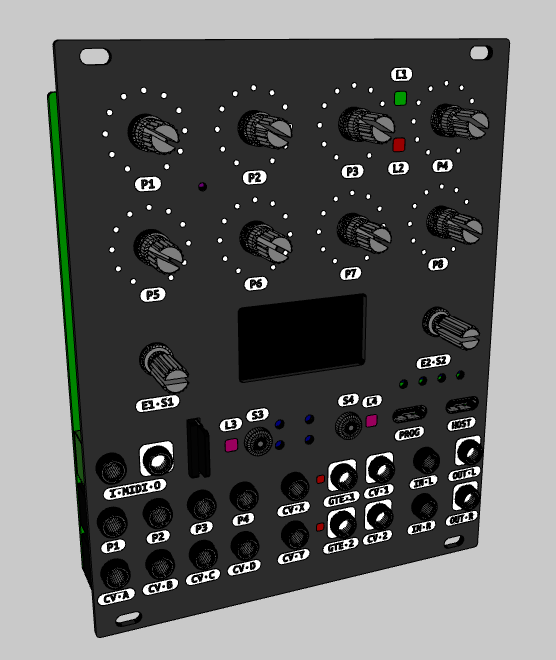 L1
P1 P2 P3 L2 P4
P5 P6 P7 P8
E1-S1 E2-S2
L3 S3 S4 L4
PROG HOST
I-MIDI-O
P1 P2 P3 P4 CV-X GTE-1 CV-1 IN-L OUT-L
CV-A CV-B CV-C CV-D CV-Y GTE-2 CV-2 IN-R OUT-R